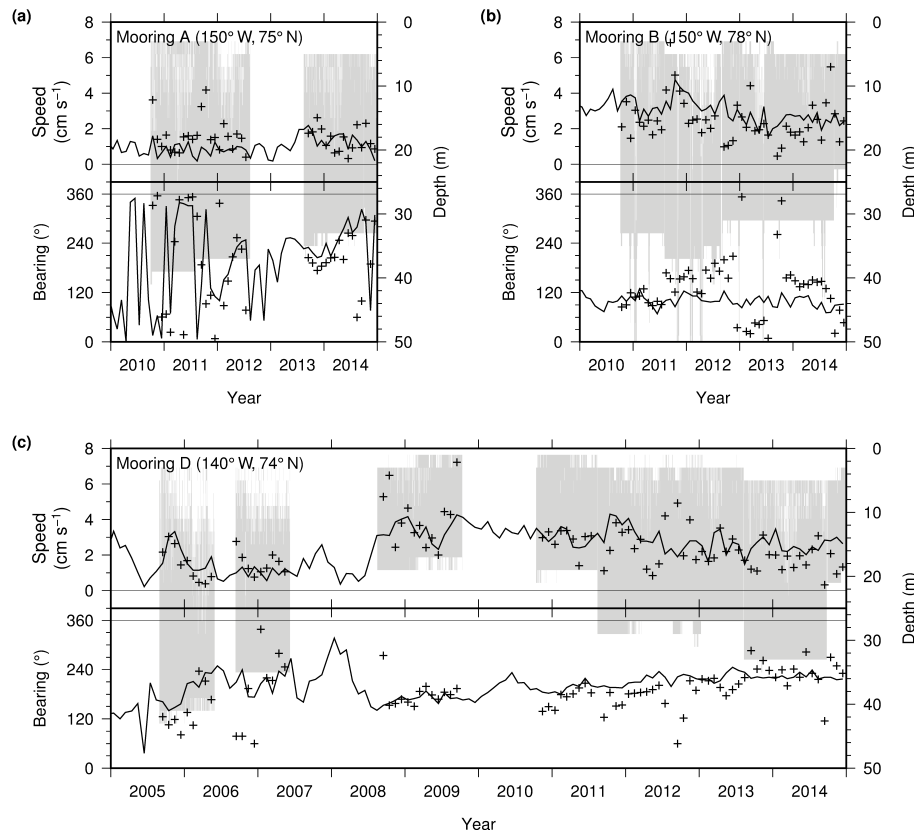 (a)
(b)
Mooring A (150° W, 75° N)
Mooring B (150° W, 78° N)
8
6
4
2
0
Speed
(cm s⁻¹)
360
240
120
0
Bearing (°)
0
10
20
30
40
50
Depth (m)
2010 2011 2012 2013 2014
Year
8
6
4
2
0
Speed
(cm s⁻¹)
360
240
120
0
Bearing (°)
0
10
20
30
40
50
Depth (m)
2010 2011 2012 2013 2014
Year
(c)
Mooring D (140° W, 74° N)
8
6
4
2
0
Speed
(cm s⁻¹)
360
240
120
0
Bearing (°)
0
10
20
30
40
50
Depth (m)
2005 2006 2007 2008 2009 2010 2011 2012 2013 2014
Year